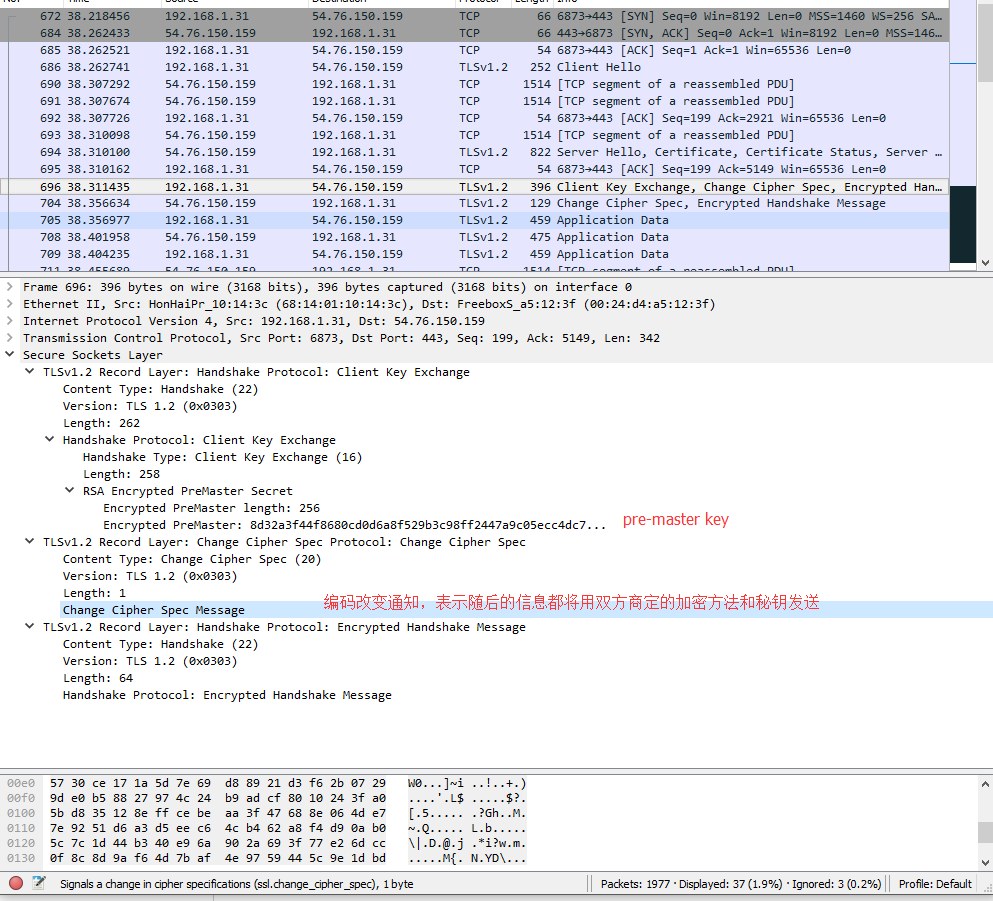 672 38.218456 192.168.1.31 54.76.150.159 TCP 66 6873→443 [SYN] Seq=0 Win=8192 Len=0 MSS=1460 WS=256 SA…
684 38.262433 54.76.150.159 192.168.1.31 TCP 66 443→6873 [SYN, ACK] Seq=0 Ack=1 Win=8192 Len=0 MSS=146…
685 38.262521 192.168.1.31 54.76.150.159 TCP 54 6873→443 [ACK] Seq=1 Ack=1 Win=65536 Len=0
686 38.262741 192.168.1.31 54.76.150.159 TLSv1.2 252 Client Hello
690 38.307292 54.76.150.159 192.168.1.31 TCP 1514 [TCP segment of a reassembled PDU]
691 38.307674 54.76.150.159 192.168.1.31 TCP 1514 [TCP segment of a reassembled PDU]
692 38.307726 192.168.1.31 54.76.150.159 TCP 54 6873→443 [ACK] Seq=199 Ack=2921 Win=65536 Len=0
693 38.310098 54.76.150.159 192.168.1.31 TCP 1514 [TCP segment of a reassembled PDU]
694 38.310100 54.76.150.159 192.168.1.31 TLSv1.2 822 Server Hello, Certificate, Certificate Status, Server …
695 38.310162 192.168.1.31 54.76.150.159 TCP 54 6873→443 [ACK] Seq=199 Ack=5149 Win=65536 Len=0
696 38.311435 192.168.1.31 54.76.150.159 TLSv1.2 396 Client Key Exchange, Change Cipher Spec, Encrypted Han…
704 38.356634 54.76.150.159 192.168.1.31 TLSv1.2 129 Change Cipher Spec, Encrypted Handshake Message
705 38.356977 192.168.1.31 54.76.150.159 TLSv1.2 459 Application Data
708 38.401958 54.76.150.159 192.168.1.31 TLSv1.2 475 Application Data
709 38.404235 192.168.1.31 54.76.150.159 TLSv1.2 459 Application Data
711 38.455689 54.76.150.159 192.168.1.31 TCP 1514 [TCP segment of a reassembled PDU]
Frame 696: 396 bytes on wire (3168 bits), 396 bytes captured (3168 bits) on interface 0
Ethernet II, Src: HonHaiPr_10:14:3c (68:14:01:10:14:3c), Dst: FreeboxS_a5:12:3f (00:24:d4:a5:12:3f)
Internet Protocol Version 4, Src: 192.168.1.31, Dst: 54.76.150.159
Transmission Control Protocol, Src Port: 6873, Dst Port: 443, Seq: 199, Ack: 5149, Len: 342
Secure Sockets Layer
TLSv1.2 Record Layer: Handshake Protocol: Client Key Exchange
Content Type: Handshake (22)
Version: TLS 1.2 (0x0303)
Length: 262
Handshake Protocol: Client Key Exchange
Handshake Type: Client Key Exchange (16)
Length: 258
RSA Encrypted PreMaster Secret
Encrypted PreMaster length: 256
Encrypted PreMaster: 8d32a3f44f8680cd0d6a8f529b3c98ff2447a9c05ecc4dc7... pre-master key
TLSv1.2 Record Layer: Change Cipher Spec Protocol: Change Cipher Spec
Content Type: Change Cipher Spec (20)
Version: TLS 1.2 (0x0303)
Length: 1
Change Cipher Spec Message 编码改变通知，表示随后的信息都将用双方商定的加密方法和秘钥发送
TLSv1.2 Record Layer: Handshake Protocol: Encrypted Handshake Message
Content Type: Handshake (22)
Version: TLS 1.2 (0x0303)
Length: 64
Handshake Protocol: Encrypted Handshake Message
00e0 57 30 ce 17 1a 5d 7e 69 d8 89 21 d3 f6 2b 07 29 W0...]~i ..!..+.)
00f0 9d e0 b5 88 27 97 4c 24 b9 ad cf 80 10 24 3f a0 ....'.L$ .....$?.
0100 5b d8 35 12 8e ff ce be aa 3f 47 68 8e 06 4d e7 [.5..... .?Gh..M.
0110 7e 92 51 d6 a3 d5 ee c6 4c b4 62 a8 f4 d9 0a b0 ~.Q..... L.b.....
0120 5c 7c 1d 44 b3 40 e9 6a 90 2a 69 3f 77 e2 6d cc \|.D.@.j .*i?w.m.
0130 0f 8c 8d 9a f6 4d 7b af 4e 97 59 44 5c 9e 1d bd .....M{. N.YD\...
Signals a change in cipher specifications (ssl.change_cipher_spec), 1 byte Packets: 1977 · Displayed: 37 (1.9%) · Ignored: 3 (0.2%) Profile: Default